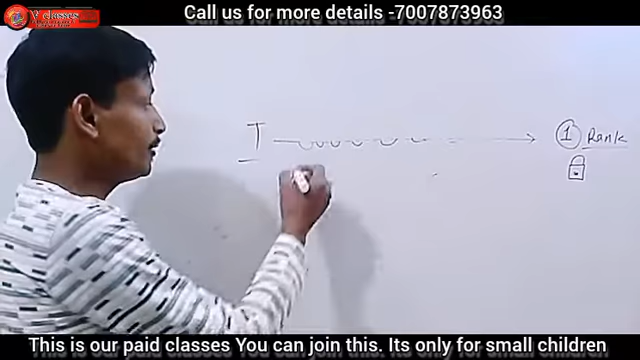 V classes
Call us for more details -7007873963
T
1 Rank
This is our paid classes You can join this. Its only for small children